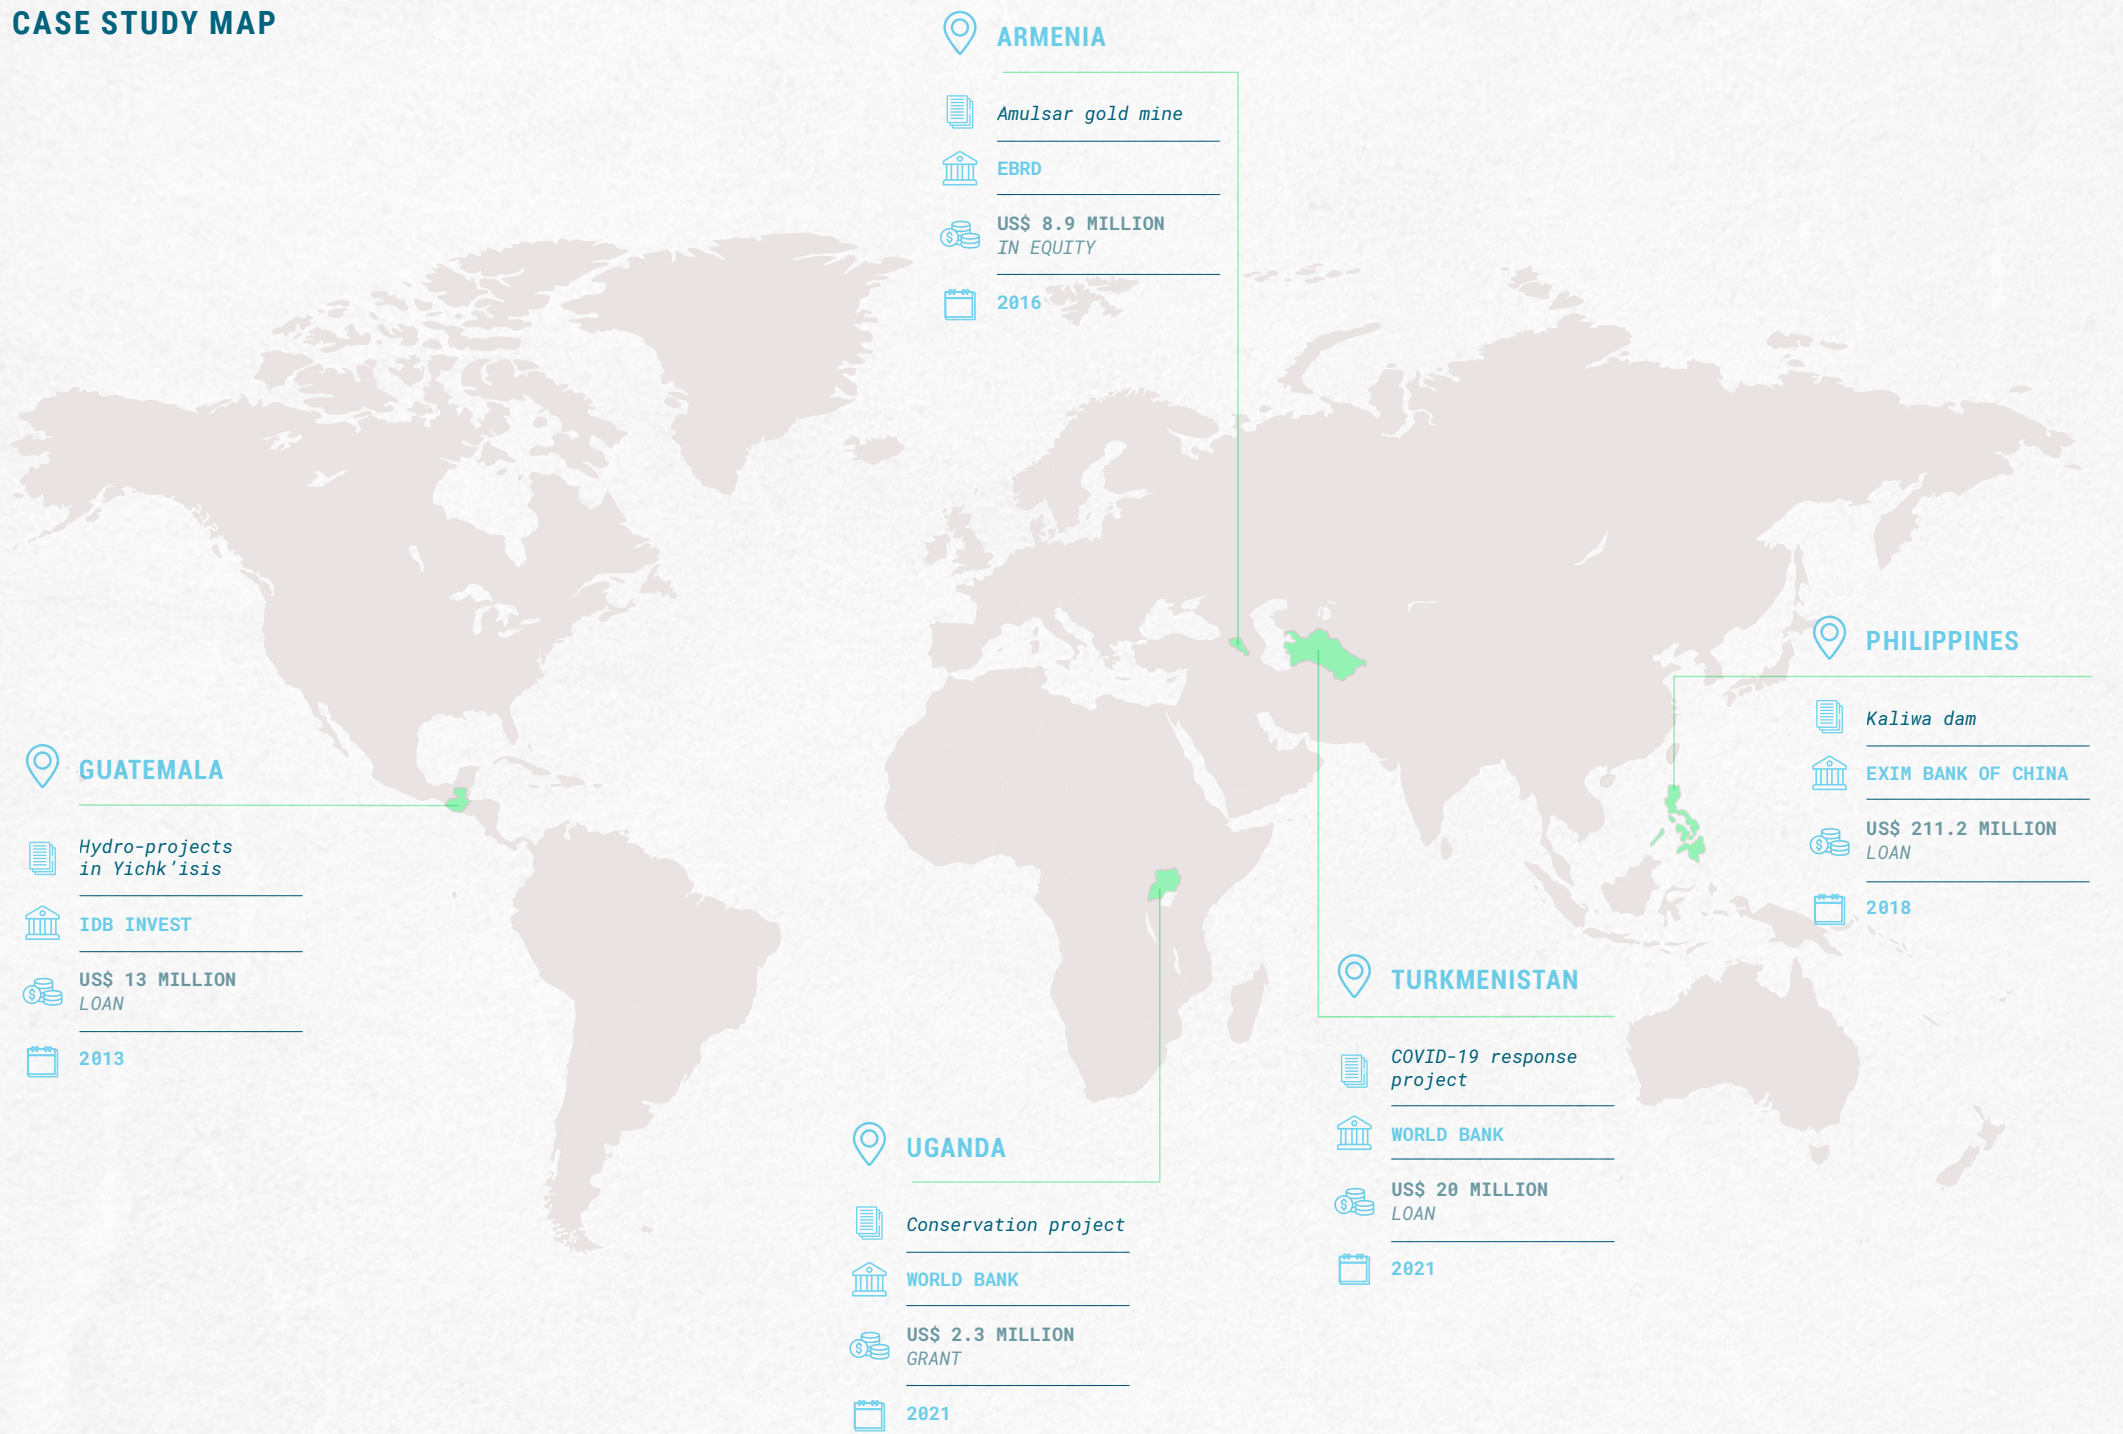 CASE STUDY MAP
ARMENIA
Amulsar gold mine
EBRD
US$ 8.9 MILLION
IN EQUITY
2016
PHILIPPINES
Kaliwa dam
EXIM BANK OF CHINA
US$ 211.2 MILLION
LOAN
2018
GUATEMALA
Hydro-projects
in Yichk’isis
IDB INVEST
US$ 13 MILLION
LOAN
2013
TURKMENISTAN
COVID-19 response
project
WORLD BANK
US$ 20 MILLION
LOAN
2021
UGANDA
Conservation project
WORLD BANK
US$ 2.3 MILLION
GRANT
2021